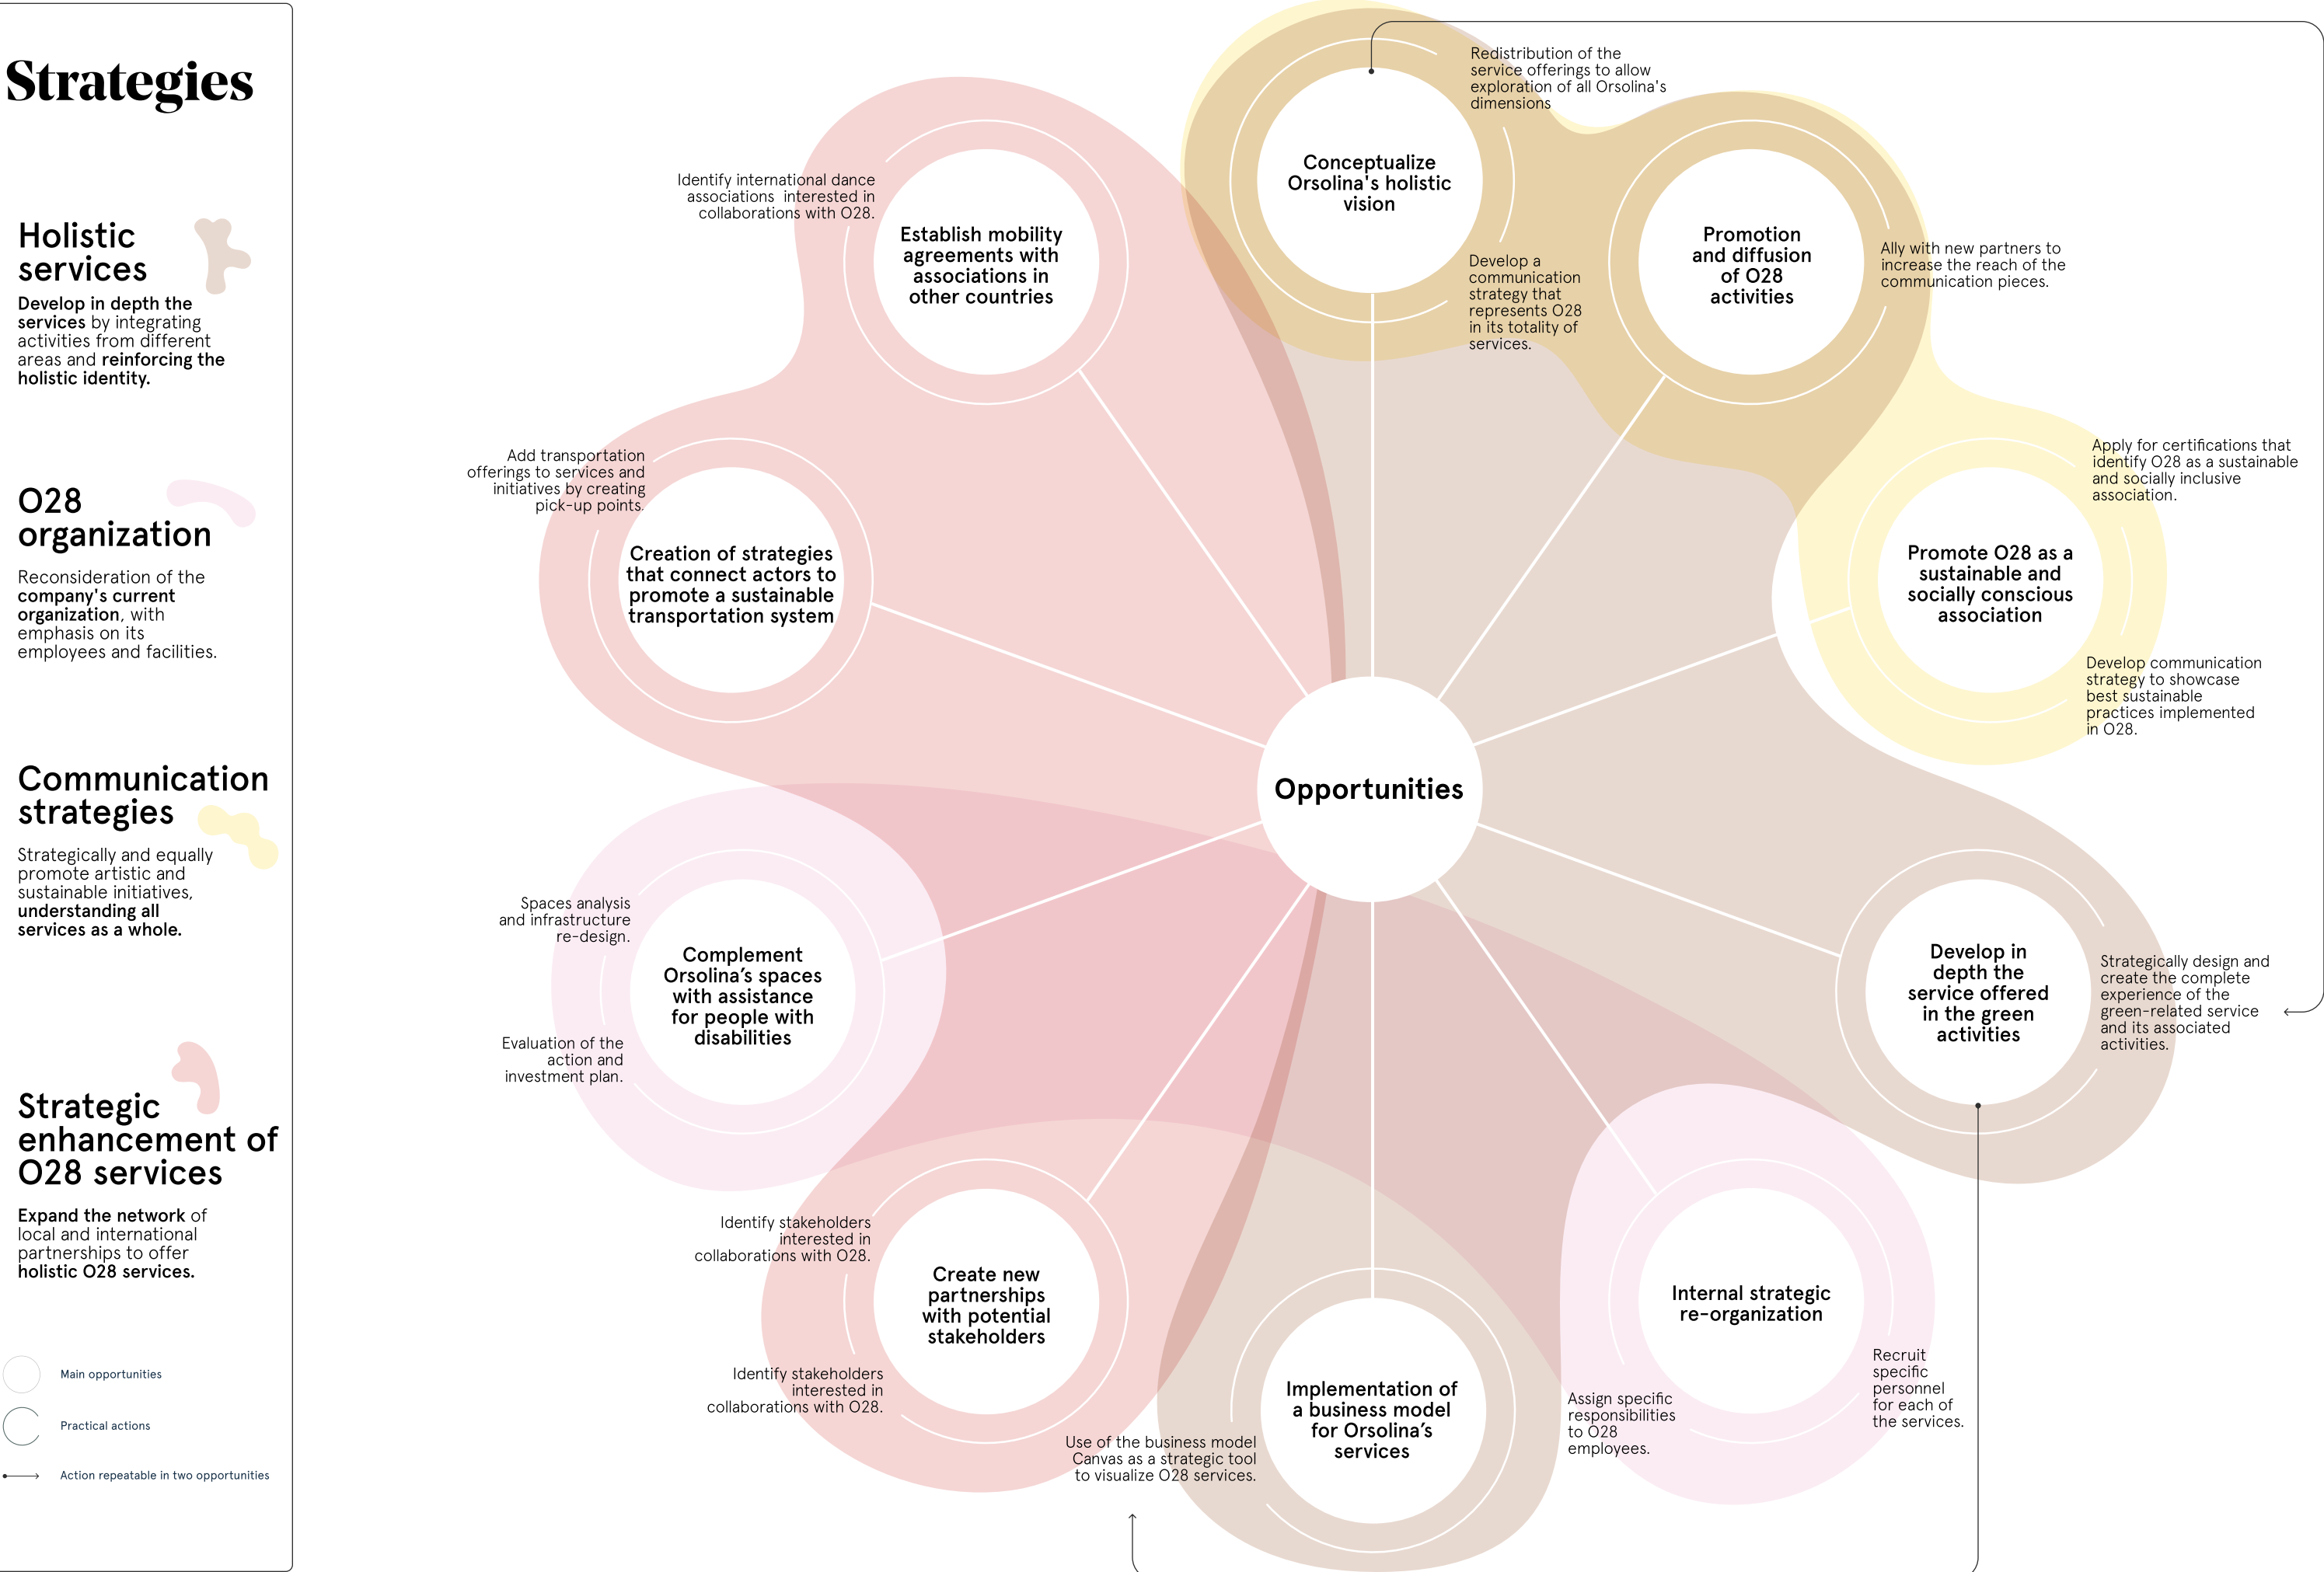 Strategies
Holistic
services
Develop in depth the
services by integrating
activities from different
areas and reinforcing the
holistic identity.
O28
organization
Reconsideration of the
company's current
organization, with
emphasis on its
employees and facilities.
Communication
strategies
Strategically and equally
promote artistic and
sustainable initiatives,
understanding all
services as a whole.
Strategic
enhancement of
O28 services
Expand the network of
local and international
partnerships to offer
holistic O28 services.
Main opportunities
Practical actions
Action repeatable in two opportunities
Opportunities
Conceptualize
Orsolina's holistic
vision
Redistribution of the
service offerings to allow
exploration of all Orsolina's
dimensions
Develop a
communication
strategy that
represents O28
in its totality of
services.
Promotion
and diffusion
of O28
activities
Ally with new partners to
increase the reach of the
communication pieces.
Promote O28 as a
sustainable and
socially conscious
association
Apply for certifications that
identify O28 as a sustainable
and socially inclusive
association.
Develop communication
strategy to showcase
best sustainable
practices implemented
in O28.
Develop in
depth the
service offered
in the green
activities
Strategically design and
create the complete
experience of the
green-related service
and its associated
activities.
Internal strategic
re-organization
Recruit
specific
personnel
for each of
the services.
Assign specific
responsibilities
to O28
employees.
Implementation of
a business model
for Orsolina’s
services
Use of the business model
Canvas as a strategic tool
to visualize O28 services.
Create new
partnerships
with potential
stakeholders
Identify stakeholders
interested in
collaborations with O28.
Identify stakeholders
interested in
collaborations with O28.
Complement
Orsolina’s spaces
with assistance
for people with
disabilities
Spaces analysis
and infrastructure
re-design.
Evaluation of the
action and
investment plan.
Creation of strategies
that connect actors to
promote a sustainable
transportation system
Add transportation
offerings to services and
initiatives by creating
pick-up points.
Establish mobility
agreements with
associations in
other countries
Identify international dance
associations  interested in
collaborations with O28.